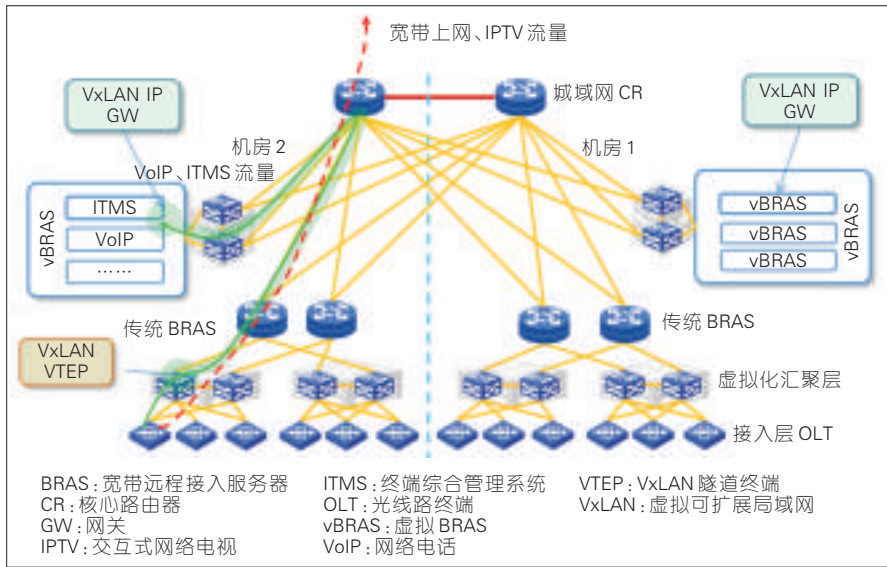 宽带上网、IPTV 流量
VxLAN IP
GW
城域网 CR
VxLAN IP
GW
机房 2
机房 1
VoIP、ITMS 流量
vBRAS
ITMS
VoIP
……
vBRAS
vBRAS
vBRAS
vBRAS
传统 BRAS
传统 BRAS
VxLAN
VTEP
虚拟化汇聚层
接入层 OLT
BRAS：宽带远程接入服务器
CR：核心路由器
GW：网关
IPTV：交互式网络电视
ITMS：终端综合管理系统
OLT：光线路终端
vBRAS：虚拟 BRAS
VoIP：网络电话
VTEP：VxLAN 隧道终端
VxLAN：虚拟可扩展局域网